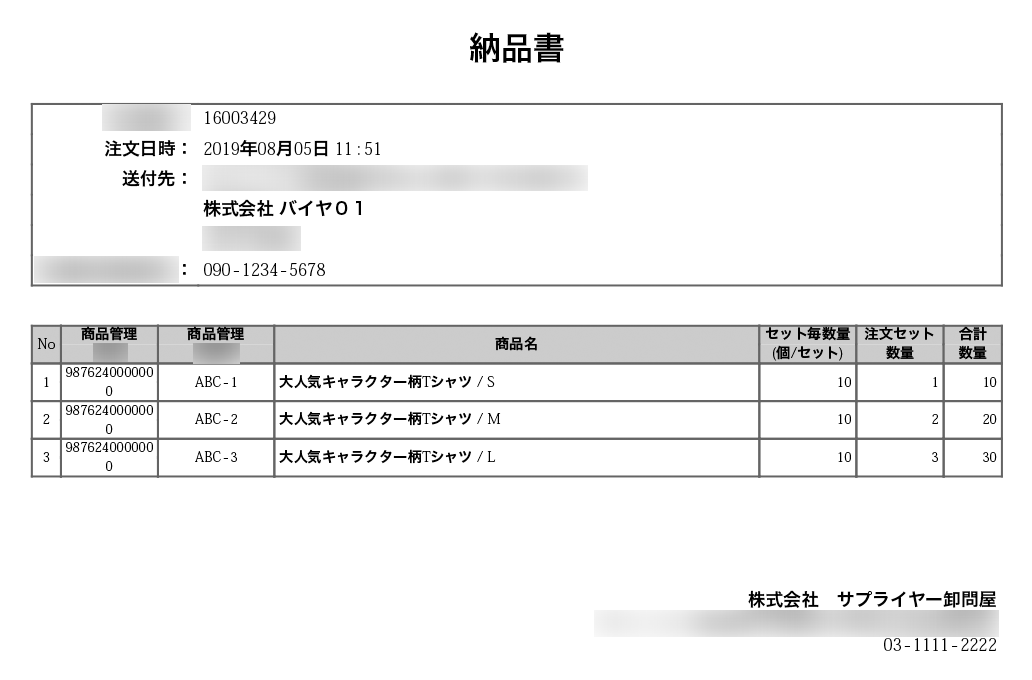 納品書
16003429
注文日時： 2019年08月05日 11:51
送付先：
株式会社 バイヤ０１
： 090-1234-5678
No 商品管理 商品管理 商品名 セット毎数量 (個/セット) 注文セット 数量 合計 数量
1 9876240000000 ABC-1 大人気キャラクター柄Tシャツ / S 10 1 10
2 9876240000000 ABC-2 大人気キャラクター柄Tシャツ / M 10 2 20
3 9876240000000 ABC-3 大人気キャラクター柄Tシャツ / L 10 3 30
株式会社　サプライヤー卸問屋
03-1111-2222